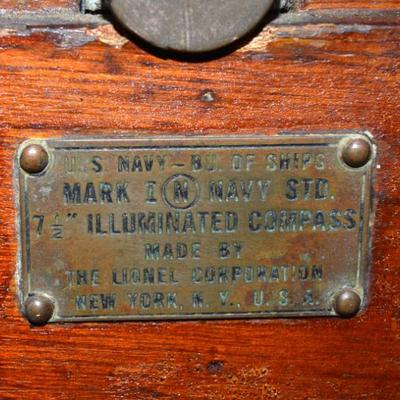 U.S. NAVY—BU. OF SHIPS
MARK I N NAVY STD.
7 1/2" ILLUMINATED COMPASS
MADE BY
THE LIONEL CORPORATION
NEW YORK, N.Y., U.S.A.